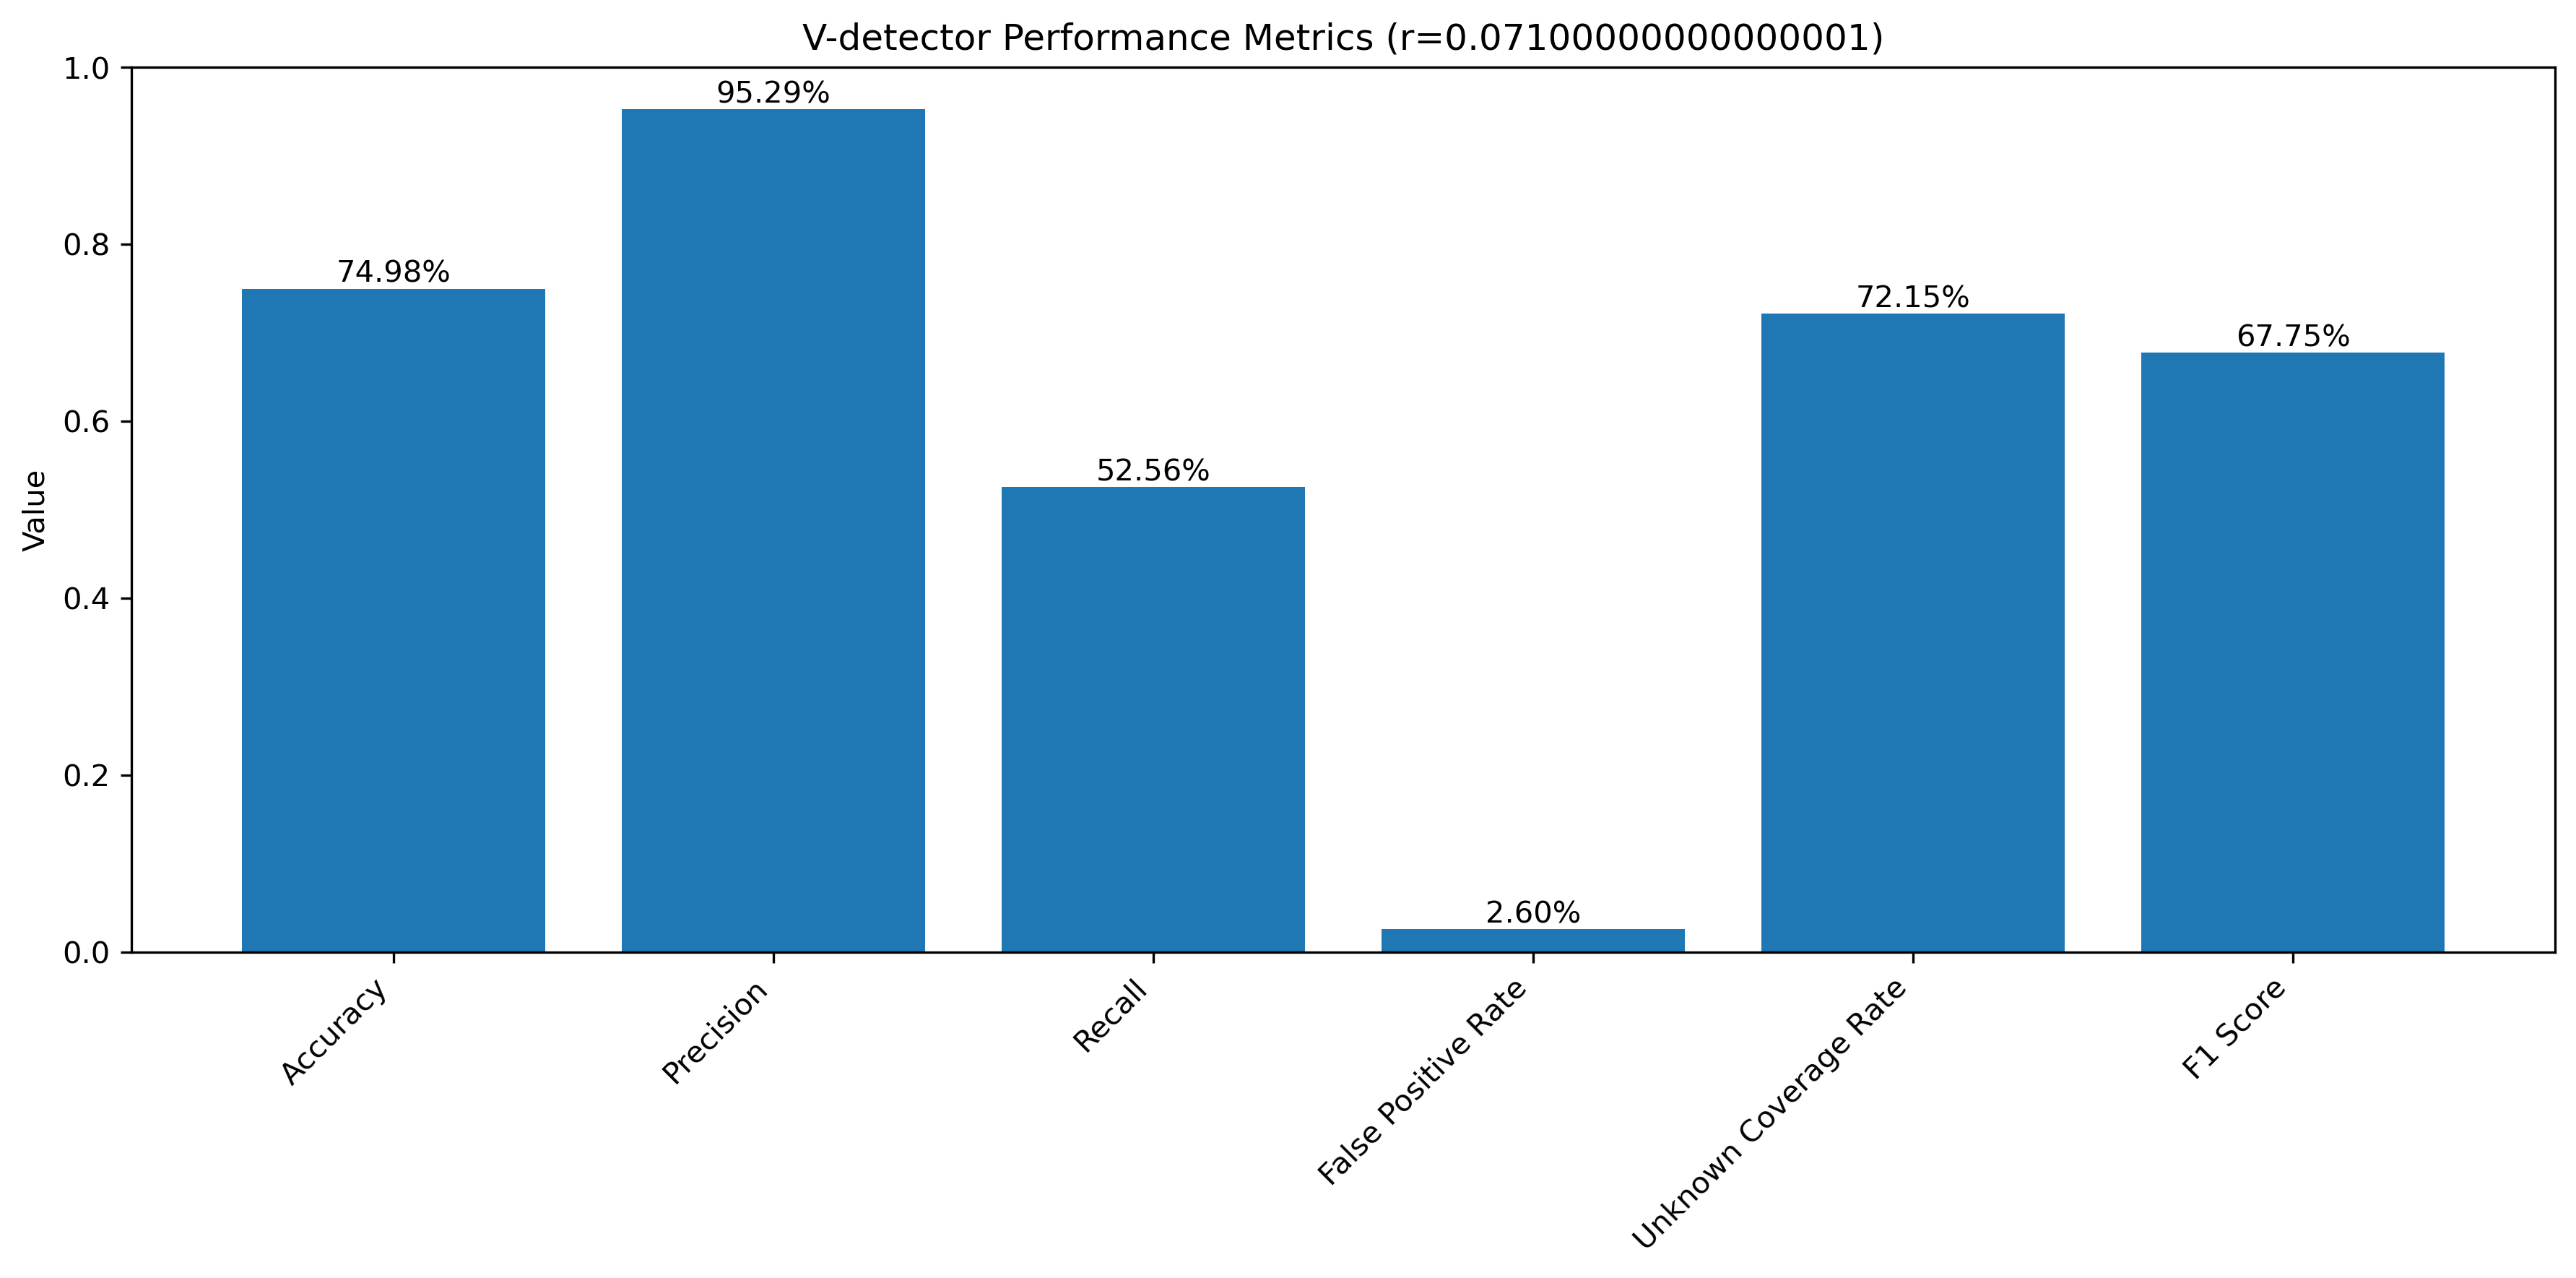 V-detector Performance Metrics (r=0.07100000000000001)
1.0
0.8
0.6
0.4
0.2
0.0
Value
74.98%
95.29%
52.56%
2.60%
72.15%
67.75%
Accuracy
Precision
Recall
False Positive Rate
Unknown Coverage Rate
F1 Score